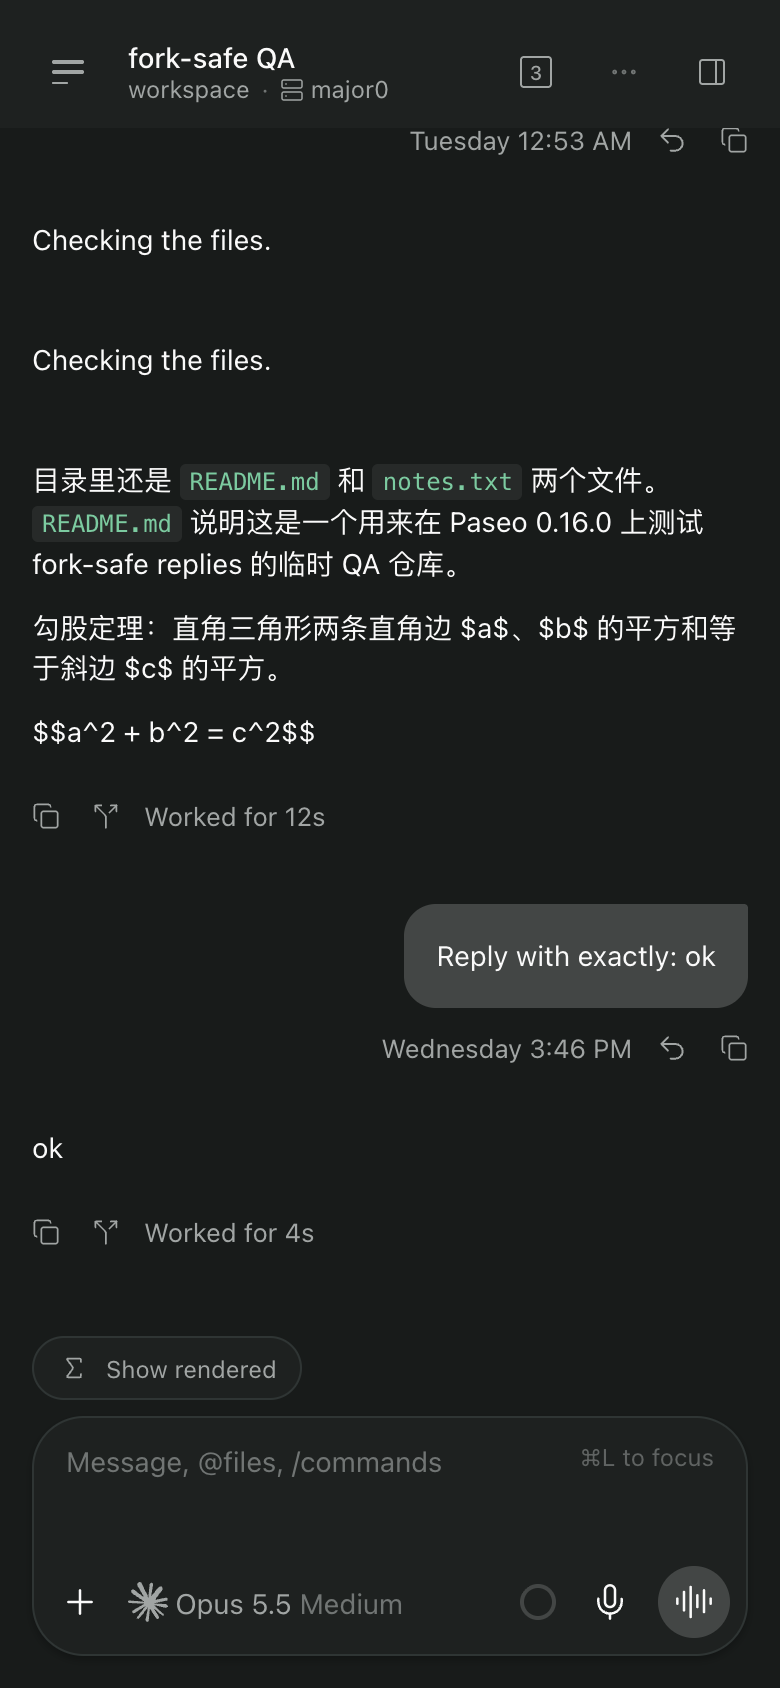 fork-safe QA
workspace · major0
3
Tuesday 12:53 AM
Checking the files.
Checking the files.
目录里还是 README.md 和 notes.txt 两个文件。
README.md 说明这是一个用来在 Paseo 0.16.0 上测试
fork-safe replies 的临时 QA 仓库。
勾股定理：直角三角形两条直角边 $a$、$b$ 的平方和等
于斜边 $c$ 的平方。
$$a^2 + b^2 = c^2$$
Worked for 12s
Reply with exactly: ok
Wednesday 3:46 PM
ok
Worked for 4s
Σ Show rendered
Message, @files, /commands
⌘L to focus
Opus 5.5 Medium